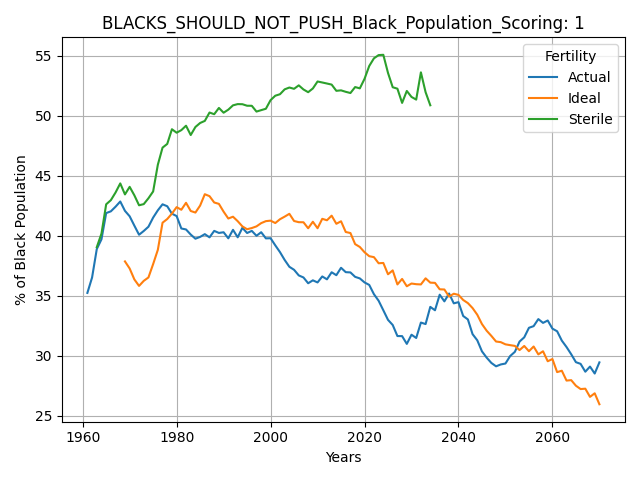 BLACKS_SHOULD_NOT_PUSH_Black_Population_Scoring: 1
55
50
45
40
35
30
25
% of Black Population
Fertility
Actual
Ideal
Sterile
1960 1980 2000 2020 2040 2060
Years